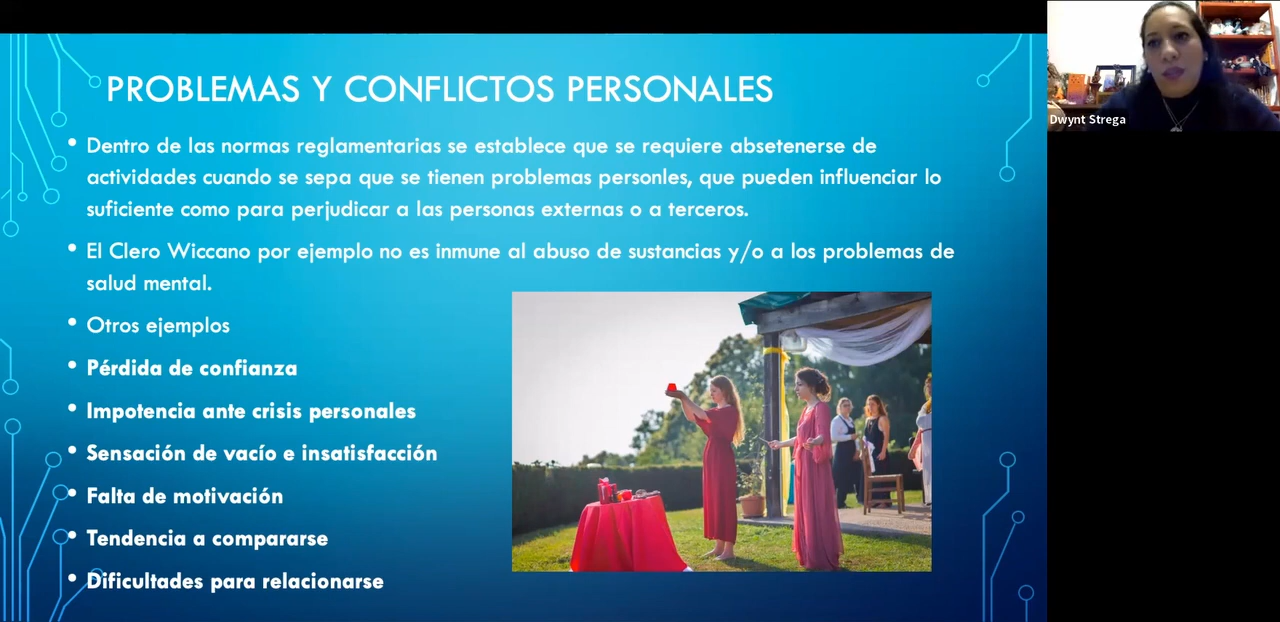 PROBLEMAS Y CONFLICTOS PERSONALES
• Dentro de las normas reglamentarias se establece que se requiere absetenerse de
actividades cuando se sepa que se tienen problemas personles, que pueden influenciar lo
suficiente como para perjudicar a las personas externas o a terceros.
• El Clero Wiccano por ejemplo no es inmune al abuso de sustancias y/o a los problemas de
salud mental.
• Otros ejemplos
• Pérdida de confianza
• Impotencia ante crisis personales
• Sensación de vacío e insatisfacción
• Falta de motivación
• Tendencia a compararse
• Dificultades para relacionarse
Dwynt Strega